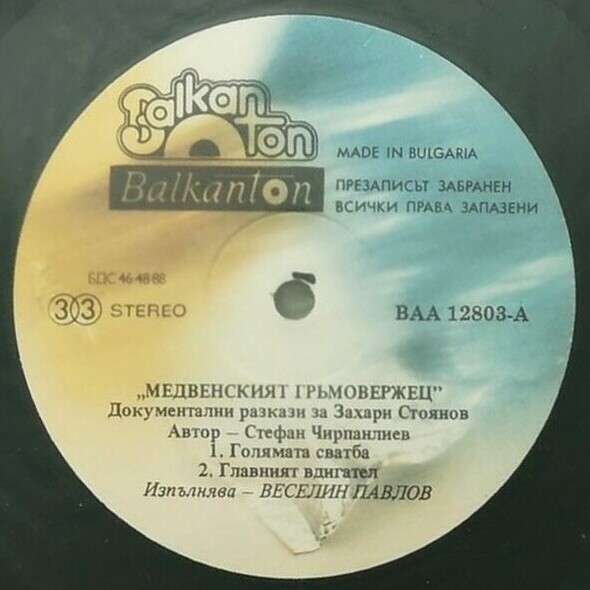 Balkan
ton
Balkanton
MADE IN BULGARIA
ПРЕЗАПИСЪТ ЗАБРАНЕН
ВСИЧКИ ПРАВА ЗАПАЗЕНИ
БДС 46-48-88
33 STEREO
ВАА 12803-А
„МЕДВЕНСКИЯТ ГРЪМОВЕРЖЕЦ”
Документални разкази за Захари Стоянов
Автор – Стефан Чирпанлиев
1. Голямата сватба
2. Главният вдигател
Изпълнява – ВЕСЕЛИН ПАВЛОВ